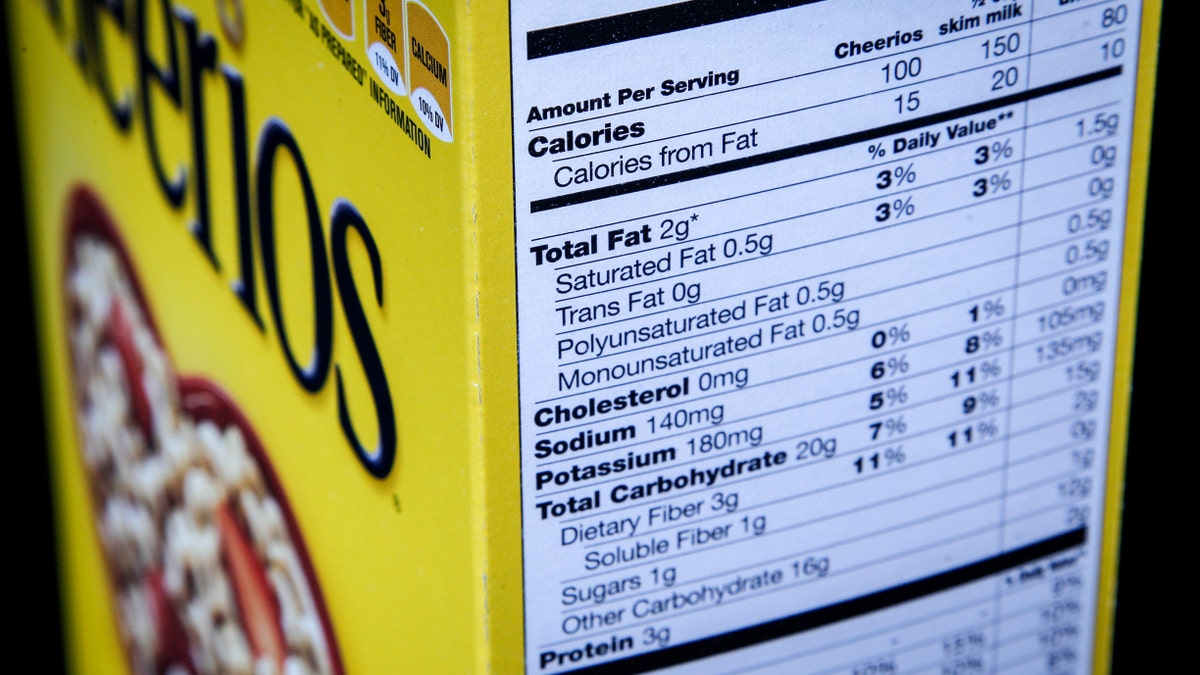 eerios
3g
FIBER
11% DV
CALCIUM
10% DV
"AS PREPARED" INFORMATION
Cheerios
skim milk
Amount Per Serving
Calories 100 150 80
Calories from Fat 15 20 10
% Daily Value**
Total Fat 2g* 3% 3% 1.5g
Saturated Fat 0.5g 3% 3% 0g
Trans Fat 0g 0g
Polyunsaturated Fat 0.5g 0.5g
Monounsaturated Fat 0.5g 0.5g
Cholesterol 0mg 0% 1% 0mg
Sodium 140mg 6% 8% 105mg
Potassium 180mg 5% 11% 135mg
Total Carbohydrate 20g 7% 9% 15g
Dietary Fiber 3g 11% 11% 2g
Soluble Fiber 1g 0g
Sugars 1g 1g
Other Carbohydrate 16g 12g
Protein 3g 2g